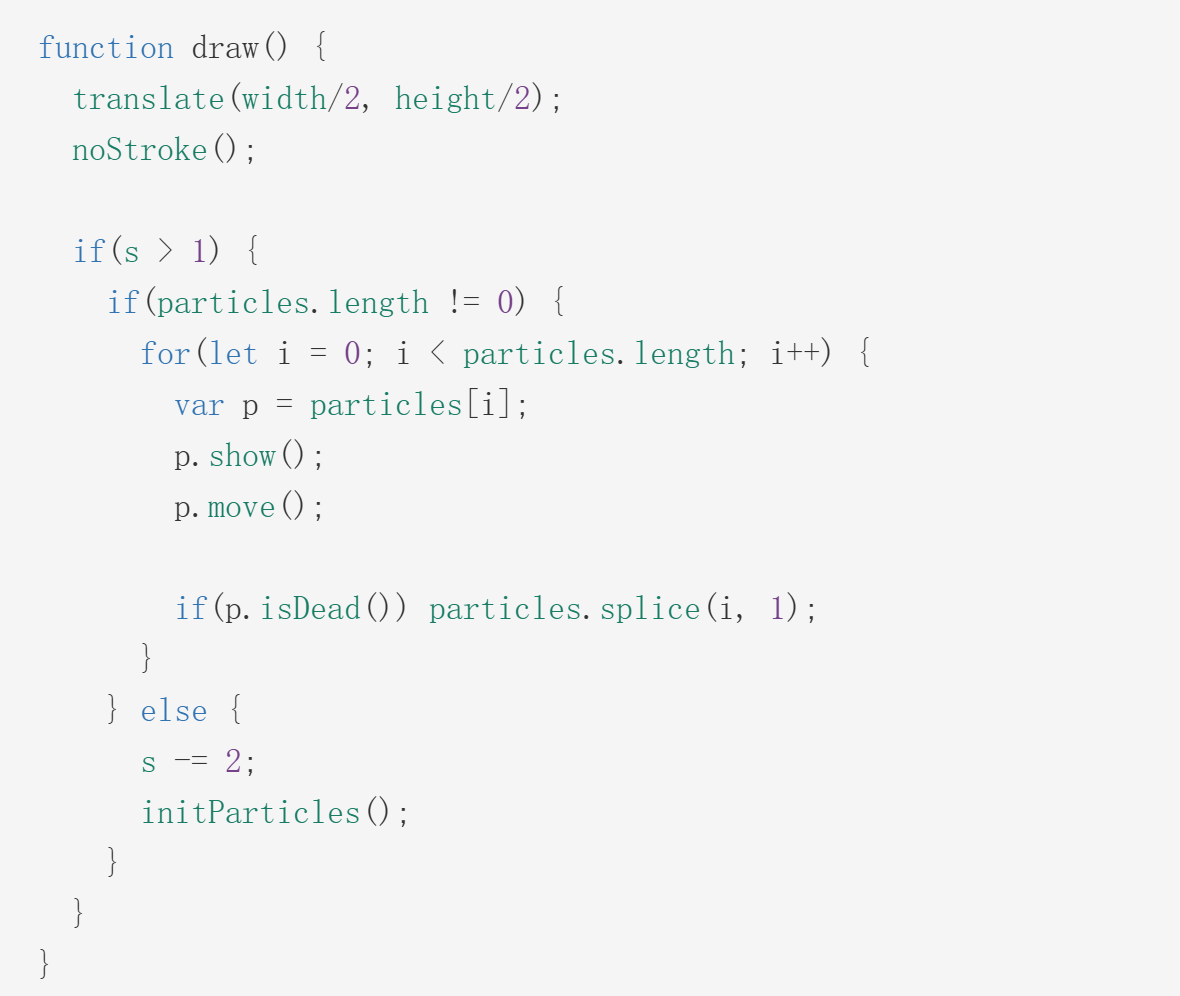 function draw() {
  translate(width/2, height/2);
  noStroke();

  if(s > 1) {
    if(particles.length != 0) {
      for(let i = 0; i < particles.length; i++) {
        var p = particles[i];
        p.show();
        p.move();

        if(p.isDead()) particles.splice(i, 1);
      }
    } else {
      s -= 2;
      initParticles();
    }
  }
}